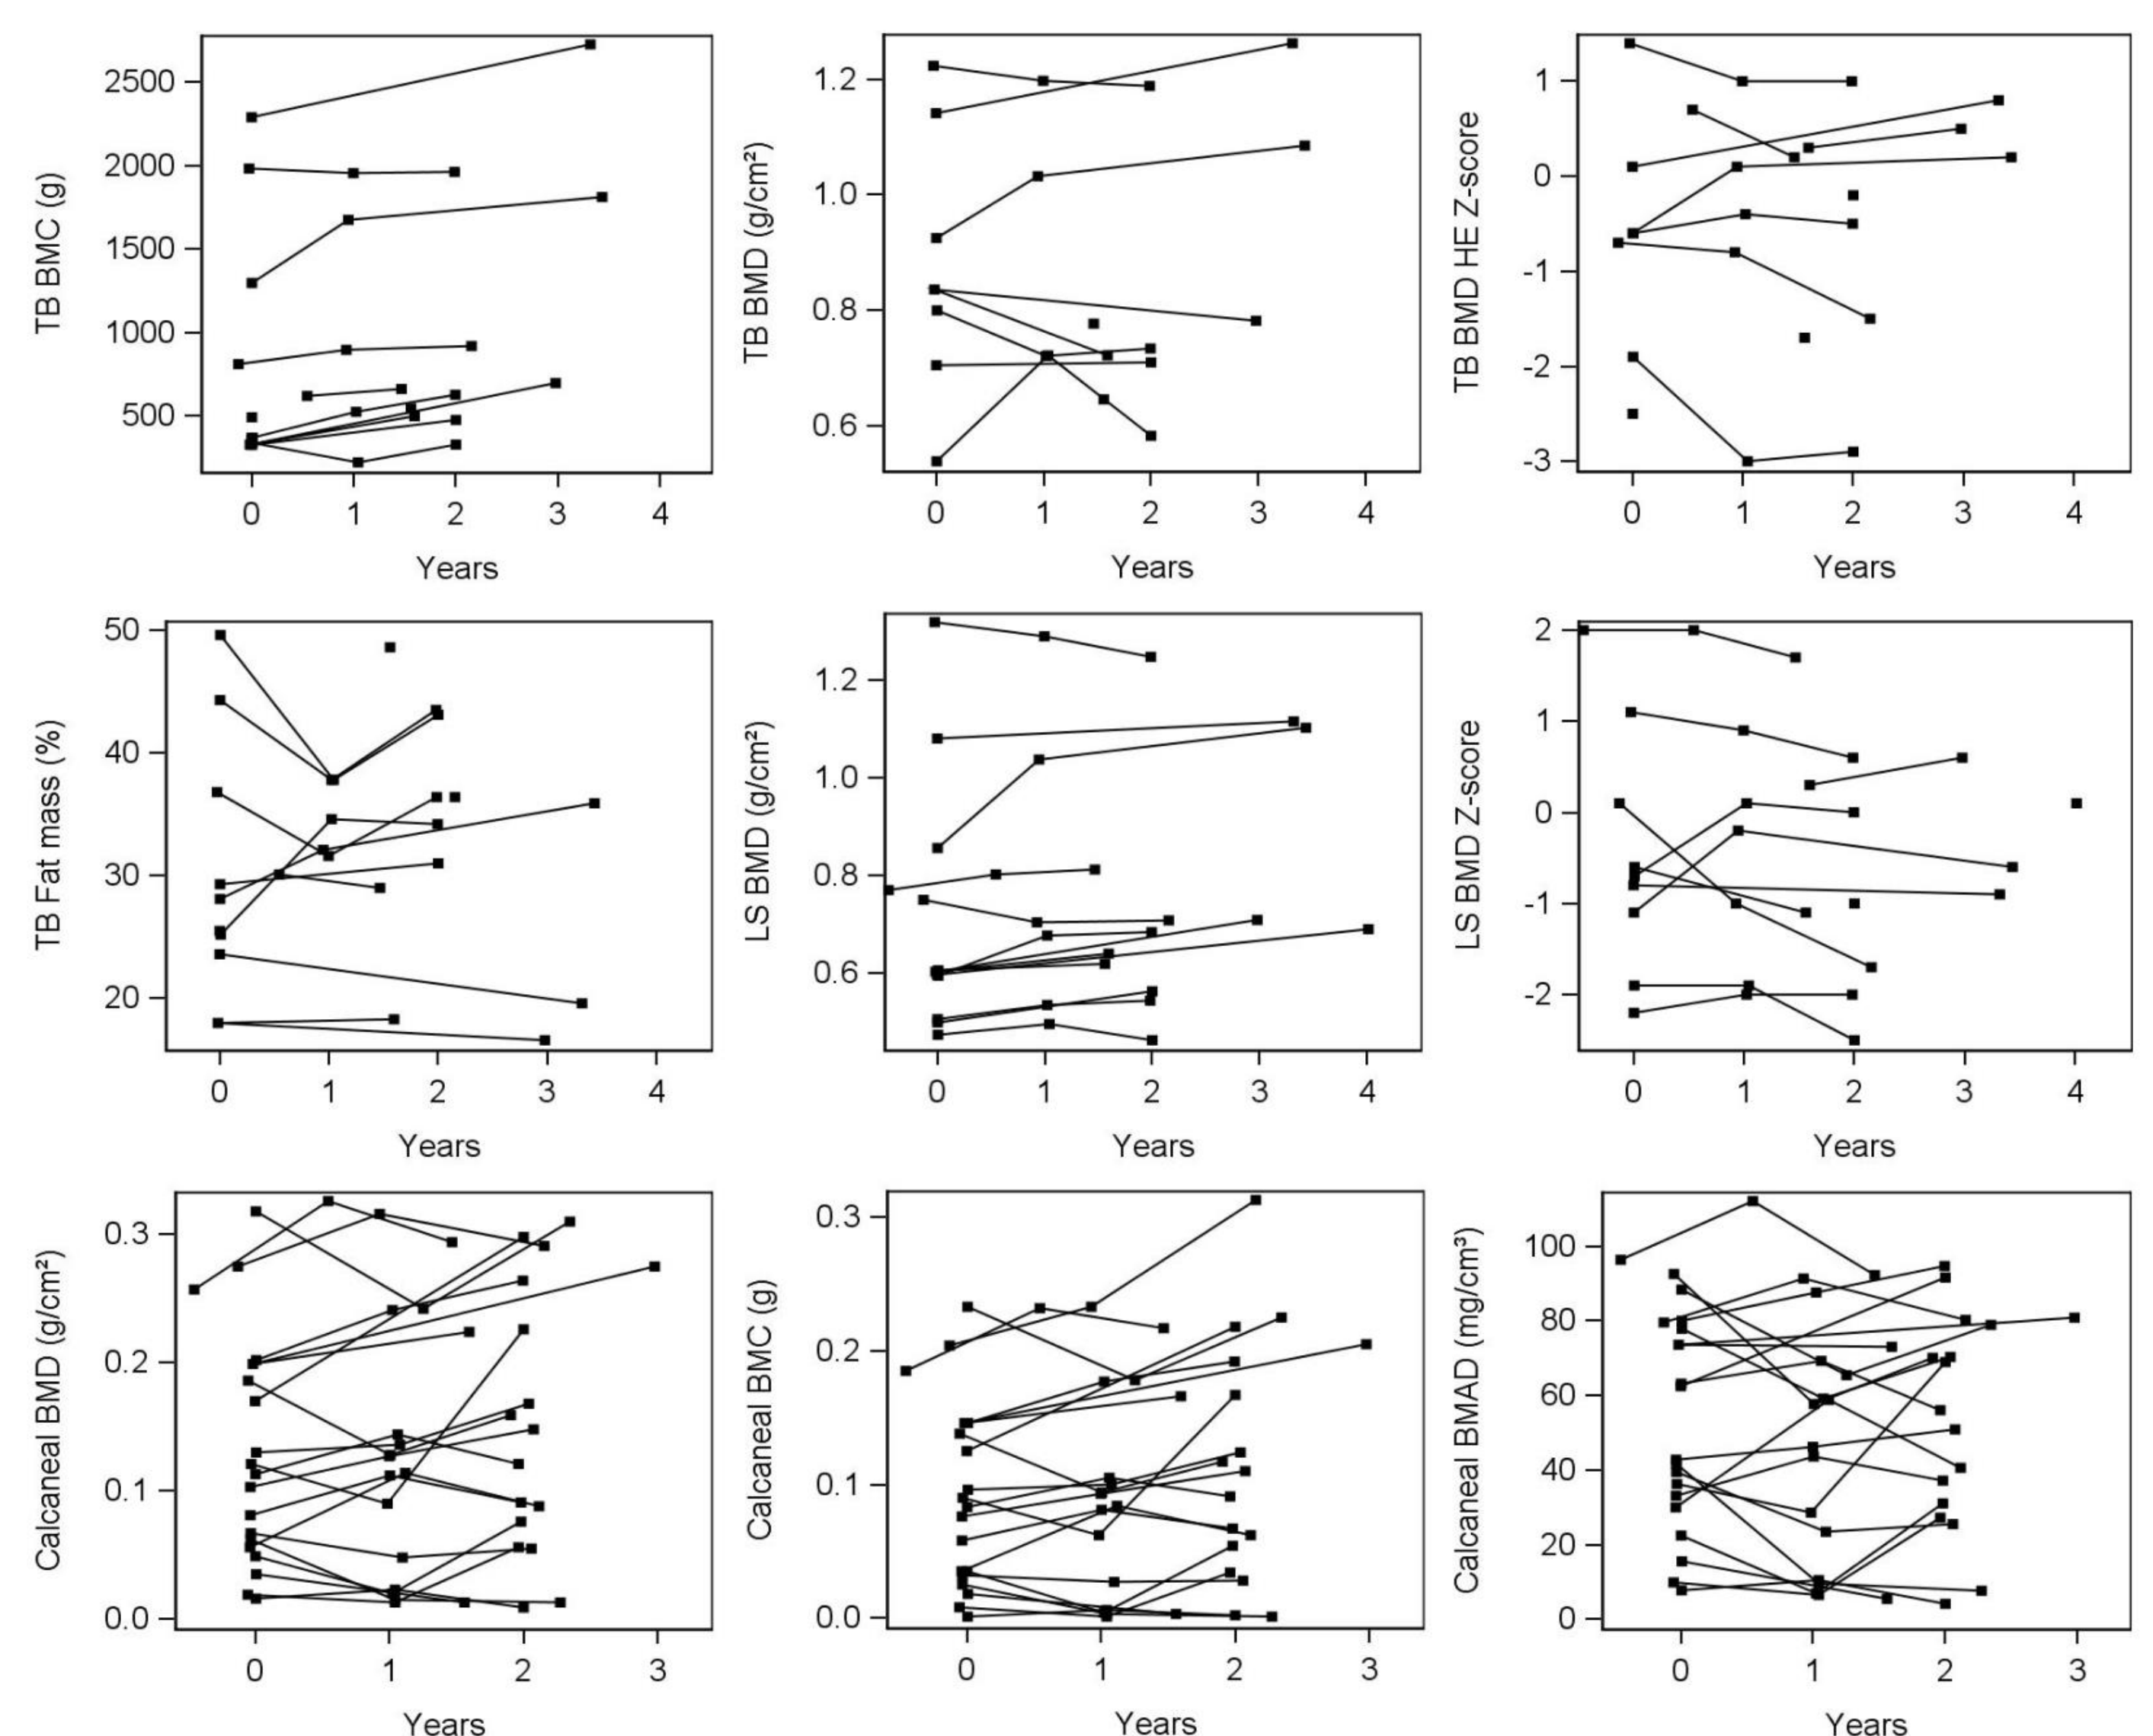 TB BMC (g)
2500
2000
1500
1000
500
0 1 2 3 4
Years
TB BMD (g/cm²)
1.2
1.0
0.8
0.6
0 1 2 3 4
Years
TB BMD HE Z-score
1
0
-1
-2
-3
0 1 2 3 4
Years
TB Fat mass (%)
50
40
30
20
0 1 2 3 4
Years
LS BMD (g/cm²)
1.2
1.0
0.8
0.6
0 1 2 3 4
Years
LS BMD Z-score
2
1
0
-1
-2
0 1 2 3 4
Years
Calcaneal BMD (g/cm²)
0.3
0.2
0.1
0.0
0 1 2 3
Years
Calcaneal BMC (g)
0.3
0.2
0.1
0.0
0 1 2 3
Years
Calcaneal BMAD (mg/cm³)
100
80
60
40
20
0
0 1 2 3
Years